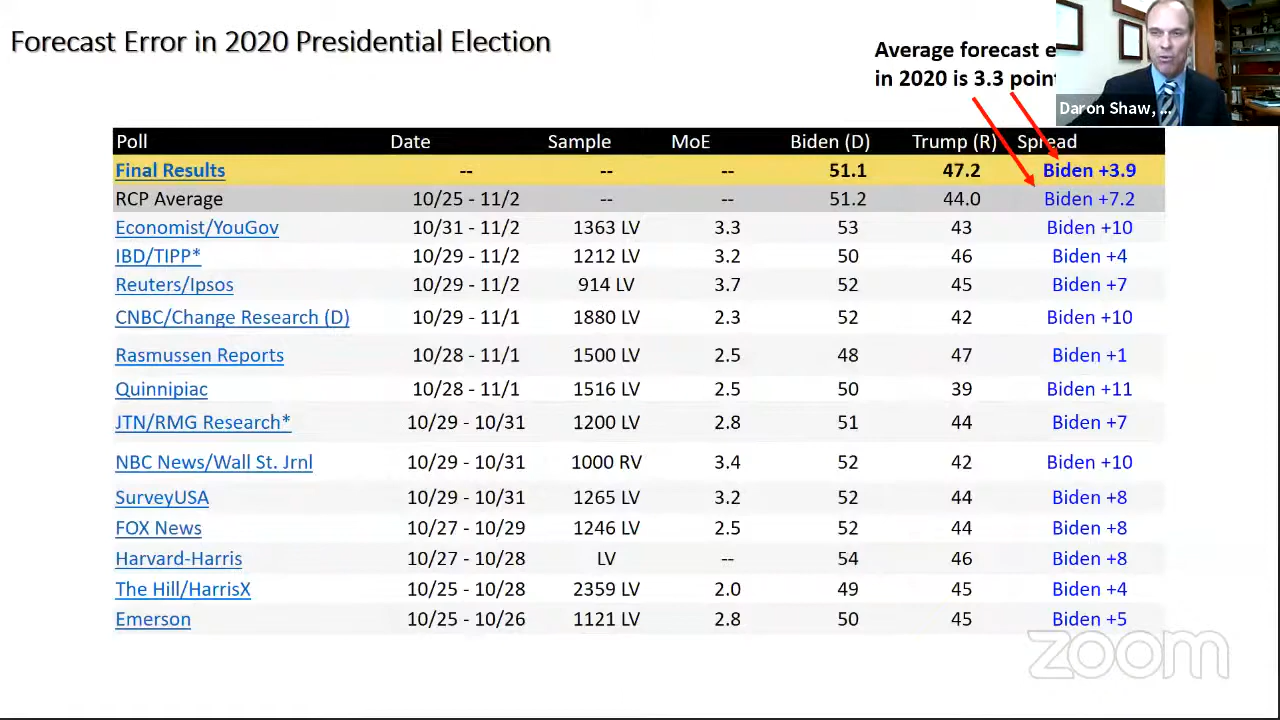 Forecast Error in 2020 Presidential Election
Average forecast e
in 2020 is 3.3 poin
Daron Shaw, ...
Poll Date Sample MoE Biden (D) Trump (R) Spread
Final Results -- -- -- 51.1 47.2 Biden +3.9
RCP Average 10/25 - 11/2 -- -- 51.2 44.0 Biden +7.2
Economist/YouGov 10/31 - 11/2 1363 LV 3.3 53 43 Biden +10
IBD/TIPP* 10/29 - 11/2 1212 LV 3.2 50 46 Biden +4
Reuters/Ipsos 10/29 - 11/2 914 LV 3.7 52 45 Biden +7
CNBC/Change Research (D) 10/29 - 11/1 1880 LV 2.3 52 42 Biden +10
Rasmussen Reports 10/28 - 11/1 1500 LV 2.5 48 47 Biden +1
Quinnipiac 10/28 - 11/1 1516 LV 2.5 50 39 Biden +11
JTN/RMG Research* 10/29 - 10/31 1200 LV 2.8 51 44 Biden +7
NBC News/Wall St. Jrnl 10/29 - 10/31 1000 RV 3.4 52 42 Biden +10
SurveyUSA 10/29 - 10/31 1265 LV 3.2 52 44 Biden +8
FOX News 10/27 - 10/29 1246 LV 2.5 52 44 Biden +8
Harvard-Harris 10/27 - 10/28 LV -- 54 46 Biden +8
The Hill/HarrisX 10/25 - 10/28 2359 LV 2.0 49 45 Biden +4
Emerson 10/25 - 10/26 1121 LV 2.8 50 45 Biden +5
zoom